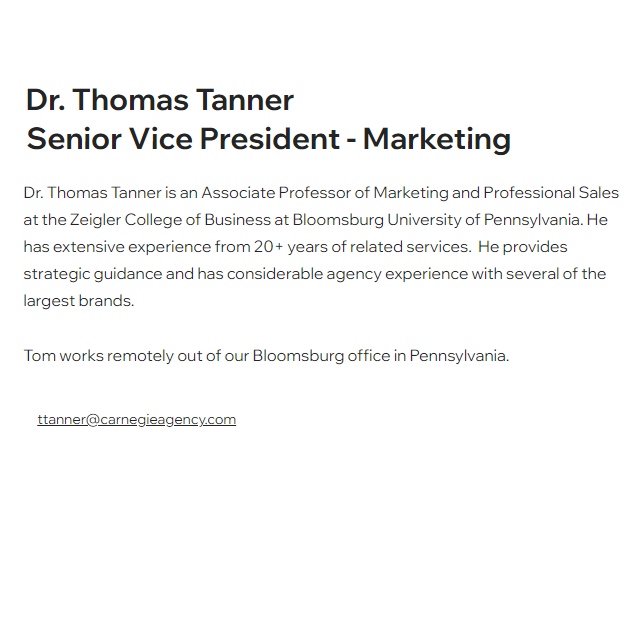 Dr. Thomas Tanner
Senior Vice President - Marketing
Dr. Thomas Tanner is an Associate Professor of Marketing and Professional Sales
at the Zeigler College of Business at Bloomsburg University of Pennsylvania. He
has extensive experience from 20+ years of related services.  He provides
strategic guidance and has considerable agency experience with several of the
largest brands.
Tom works remotely out of our Bloomsburg office in Pennsylvania.
ttanner@carnegieagency.com